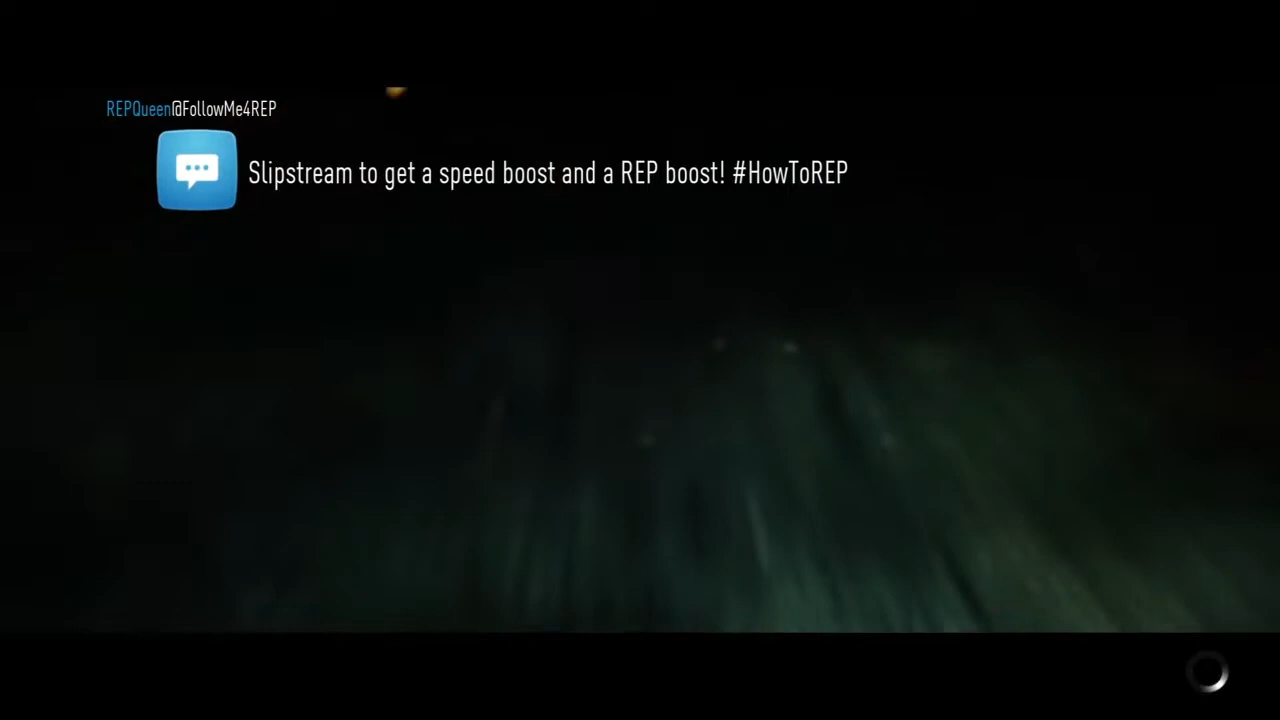 REPQueen@FollowMe4REP
Slipstream to get a speed boost and a REP boost! #HowToREP